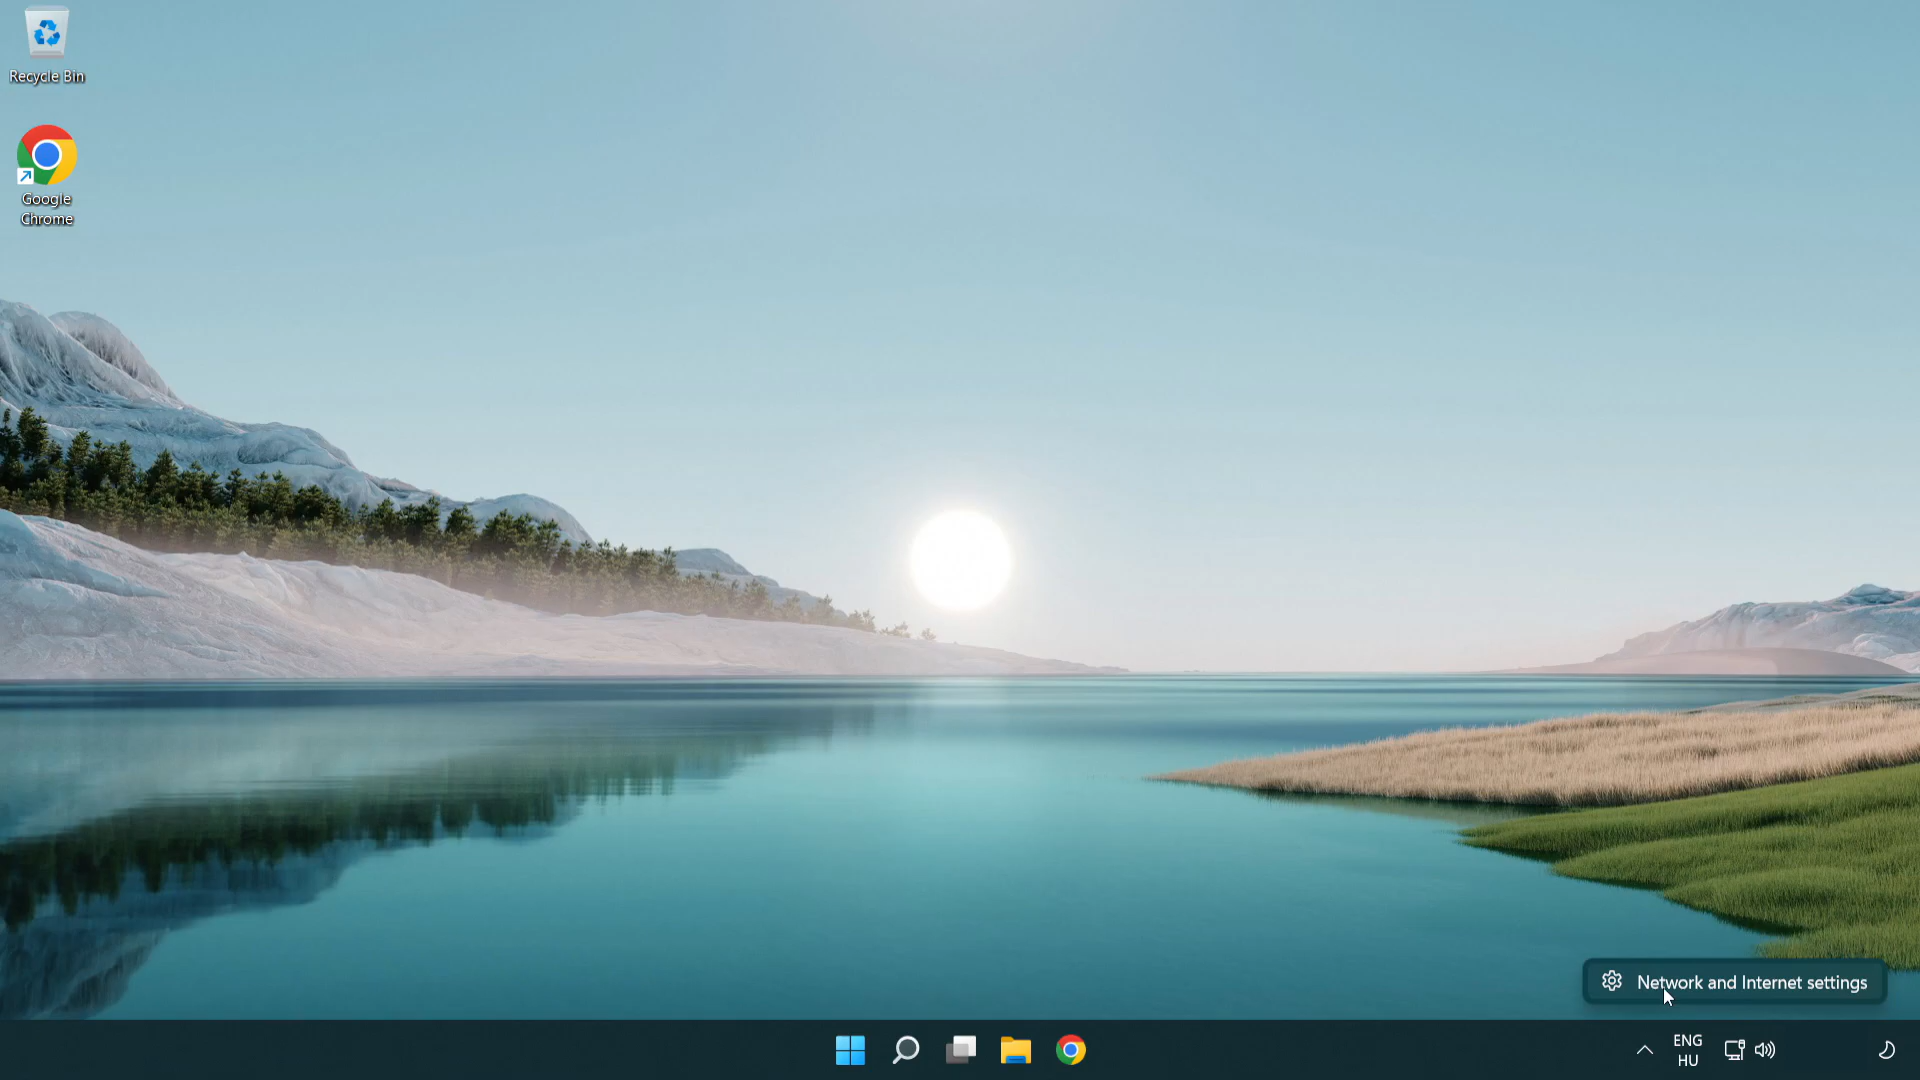 Recycle Bin
Google
Chrome
Network and Internet settings
ENG
HU